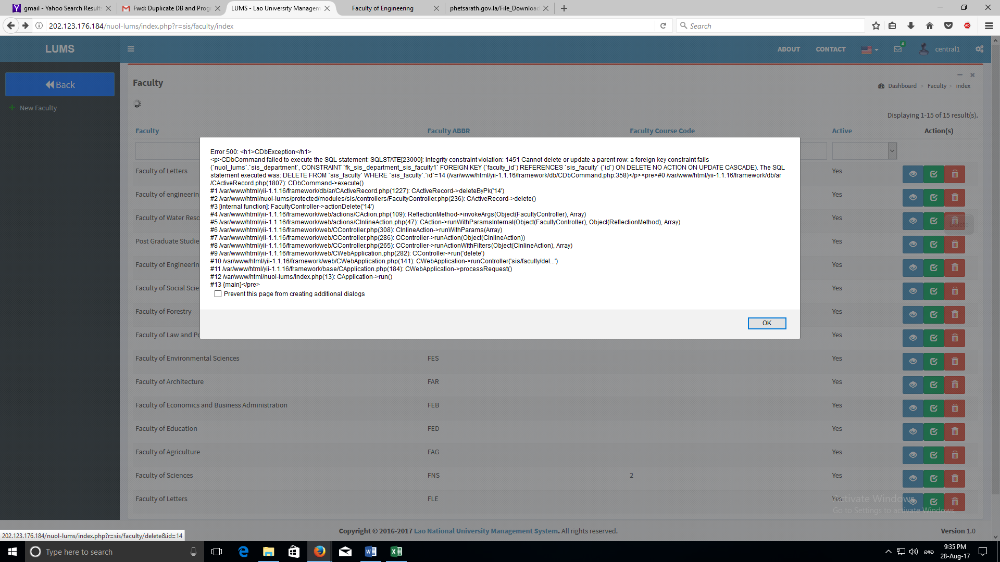 gmail - Yahoo Search Result
Fwd: Duplicate DB and Prog
LUMS - Lao University Managem
Faculty of Engineering
phetsarath.gov.la/File_Download
202.123.176.184/nuol-lums/index.php?r=sis/faculty/index
Search
LUMS
ABOUT
CONTACT
4
central1
Back
New Faculty
Faculty
Dashboard > Faculty > index
Displaying 1-15 of 15 result(s).
Faculty Faculty ABBR Faculty Course Code Active Action(s)
Error 500: <h1>CDbException</h1>
<p>CDbCommand failed to execute the SQL statement: SQLSTATE[23000]: Integrity constraint violation: 1451 Cannot delete or update a parent row: a foreign key constraint fails
(`nuol_lums`.`sis_department`, CONSTRAINT `fk_sis_department_sis_faculty1` FOREIGN KEY (`faculty_id`) REFERENCES `sis_faculty` (`id`) ON DELETE NO ACTION ON UPDATE CASCADE). The SQL
statement executed was: DELETE FROM `sis_faculty` WHERE `sis_faculty`.`id`=14 (/var/www/html/yii-1.1.16/framework/db/CDbCommand.php:358)</p><pre>#0 /var/www/html/yii-1.1.16/framework/db/ar
/CActiveRecord.php(1807): CDbCommand->execute()
#1 /var/www/html/yii-1.1.16/framework/db/ar/CActiveRecord.php(1227): CActiveRecord->deleteByPk('14')
#2 /var/www/html/nuol-lums/protected/modules/sis/controllers/FacultyController.php(236): CActiveRecord->delete()
#3 [internal function]: FacultyController->actionDelete('14')
#4 /var/www/html/yii-1.1.16/framework/web/actions/CAction.php(109): ReflectionMethod->invokeArgs(Object(FacultyController), Array)
#5 /var/www/html/yii-1.1.16/framework/web/actions/CInlineAction.php(47): CAction->runWithParamsInternal(Object(FacultyController), Object(ReflectionMethod), Array)
#6 /var/www/html/yii-1.1.16/framework/web/CController.php(308): CInlineAction->runWithParams(Array)
#7 /var/www/html/yii-1.1.16/framework/web/CController.php(286): CController->runAction(Object(CInlineAction))
#8 /var/www/html/yii-1.1.16/framework/web/CController.php(265): CController->runActionWithFilters(Object(CInlineAction), Array)
#9 /var/www/html/yii-1.1.16/framework/web/CWebApplication.php(282): CController->run('delete')
#10 /var/www/html/yii-1.1.16/framework/web/CWebApplication.php(141): CWebApplication->runController('sis/faculty/del...')
#11 /var/www/html/yii-1.1.16/framework/base/CApplication.php(184): CWebApplication->processRequest()
#12 /var/www/html/nuol-lums/index.php(13): CApplication->run()
#13 {main}</pre>
Prevent this page from creating additional dialogs
OK
Faculty of Letters Yes
Faculty of engineerin Yes
Faculty of Water Reso Yes
Delete
Post Graduate Studie Yes
Faculty of Engineerin Yes
Faculty of Social Scie Yes
Faculty of Forestry Yes
Faculty of Law and Po Yes
Faculty of Environmental Sciences FES Yes
Faculty of Architecture FAR Yes
Faculty of Economics and Business Administration FEB Yes
Faculty of Education FED Yes
Faculty of Agriculture FAG Yes
Faculty of Sciences FNS 2 Yes
Faculty of Letters FLE Yes
Activate Windows
Go to Settings to activate Windows.
Copyright © 2016-2017 Lao National University Management System. All rights reserved.
Version 1.0
202.123.176.184/nuol-lums/index.php?r=sis/faculty/delete&id=14
Type here to search
ລາວ
9:35 PM
28-Aug-17